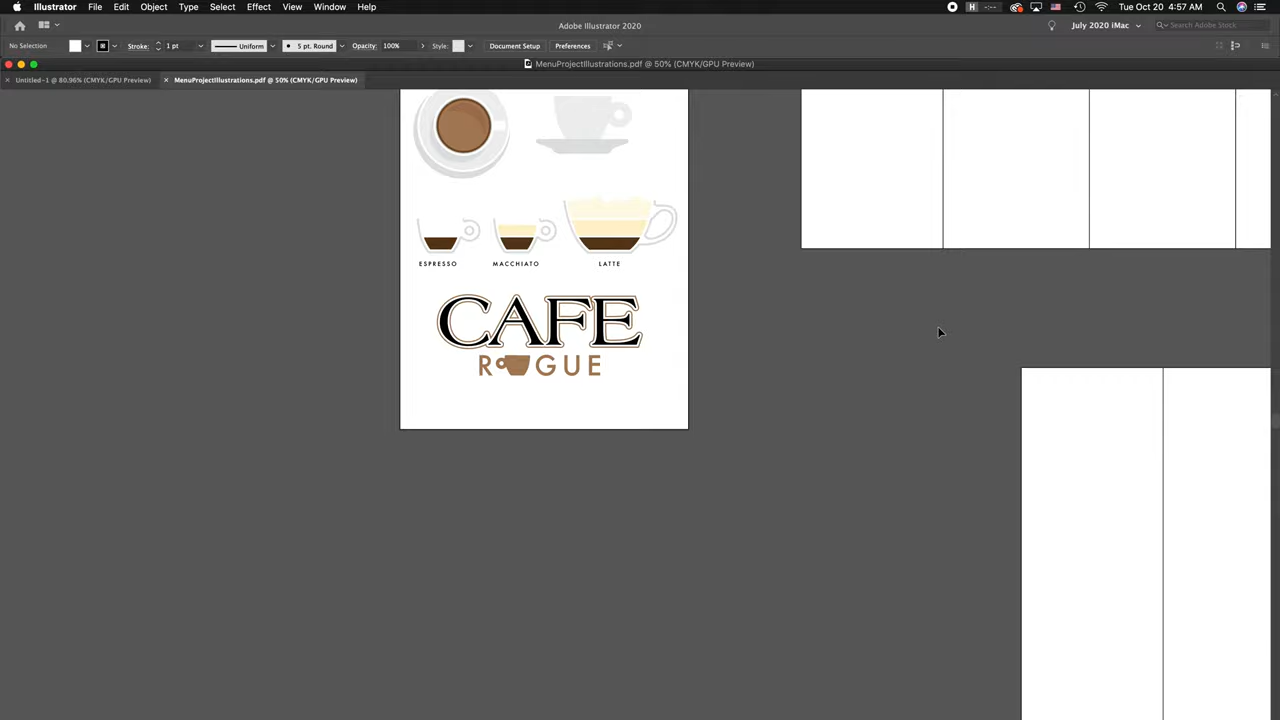 Illustrator File Edit Object Type Select Effect View Window Help
Tue Oct 20 4:57 AM
Adobe Illustrator 2020
July 2020 iMac
Search Adobe Stock
No Selection
Stroke: 1 pt
Uniform
5 pt. Round
Opacity: 100%
Style:
Document Setup
Preferences
MenuProjectIllustrations.pdf @ 50% (CMYK/GPU Preview)
Untitled-1 @ 80.96% (CMYK/GPU Preview)
MenuProjectIllustrations.pdf @ 50% (CMYK/GPU Preview)
ESPRESSO MACCHIATO LATTE
CAFE
R GUE